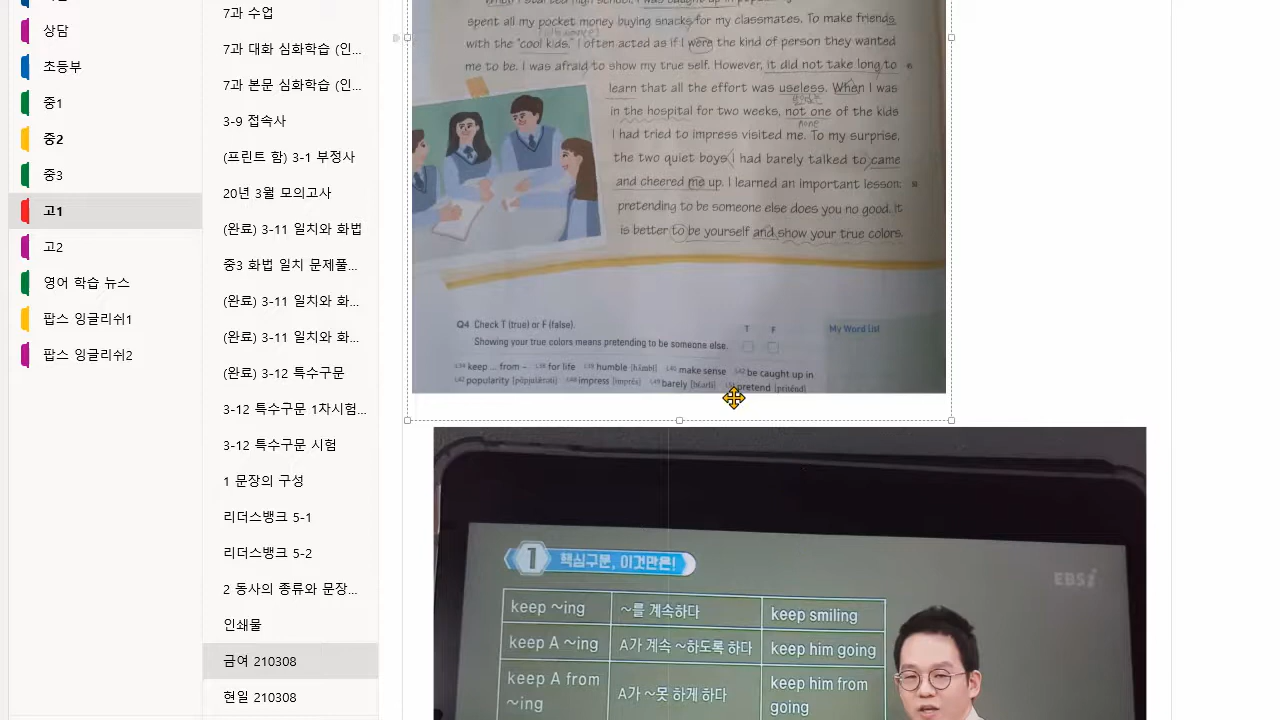 상담
초등부
중1
중2
중3
고1
고2
영어 학습 뉴스
팝스 잉글리쉬1
팝스 잉글리쉬2
7과 수업
7과 대화 심화학습 (인...
7과 본문 심화학습 (인...
3-9 접속사
(프린트 함) 3-1 부정사
20년 3월 모의고사
(완료) 3-11 일치와 화법
중3 화법 일치 문제풀...
(완료) 3-11 일치와 화...
(완료) 3-11 일치와 화...
(완료) 3-12 특수구문
3-12 특수구문 1차시험...
3-12 특수구문 시험
1 문장의 구성
리더스뱅크 5-1
리더스뱅크 5-2
2 동사의 종류와 문장...
인쇄물
금여 210308
현일 210308
spent all my pocket money buying snacks for my classmates. To make friends
with the "cool kids," I often acted as if I were the kind of person they wanted
me to be. I was afraid to show my true self. However, it did not take long to
learn that all the effort was useless. When I was
in the hospital for two weeks, not one of the kids
none
I had tried to impress visited me. To my surprise,
the two quiet boys I had barely talked to came
and cheered me up. I learned an important lesson:
pretending to be someone else does you no good. It
is better to be yourself and show your true colors.
Q4 Check T (true) or F (false).
T F
My Word List
Showing your true colors means pretending to be someone else.
keep ... from ~ for life humble make sense be caught up in
popularity impress barely pretend
1 핵심구문, 이것만은!
EBSi
keep ~ing ~를 계속하다 keep smiling
keep A ~ing A가 계속 ~하도록 하다 keep him going
keep A from ~ing A가 ~못 하게 하다 keep him from going